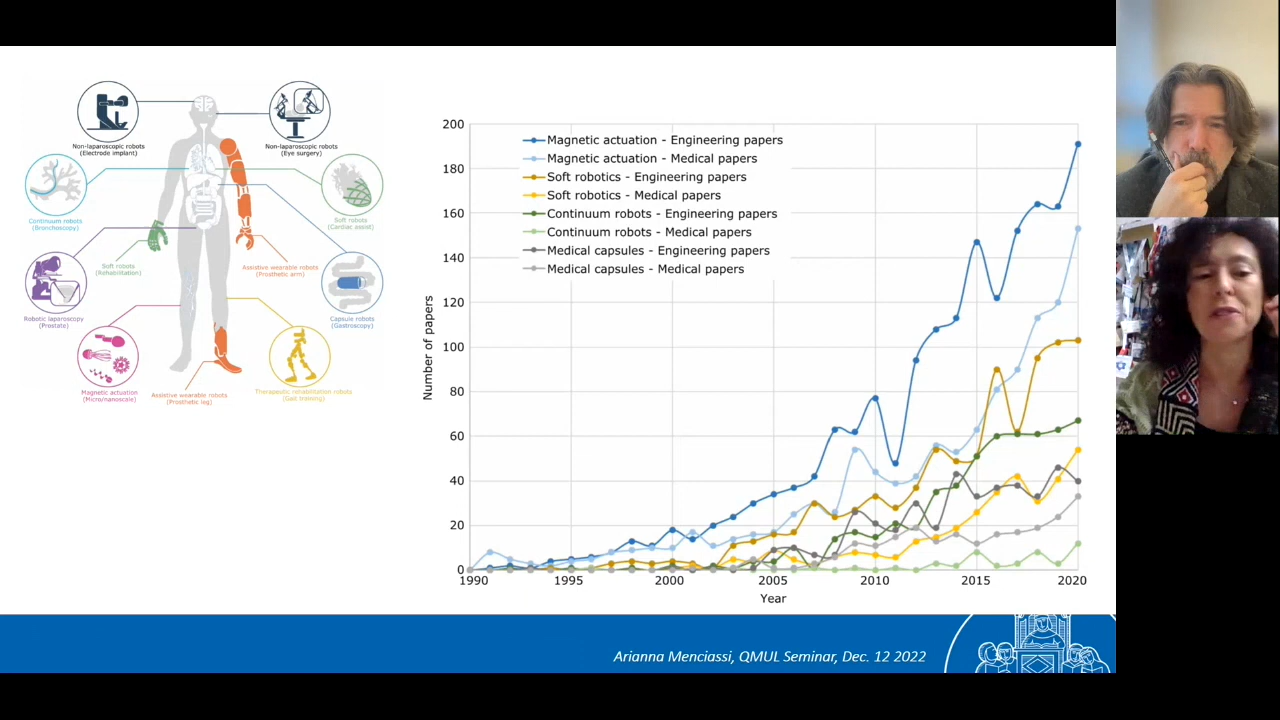 Non-laparoscopic robots
(Electrode implant)
Non-laparoscopic robots
(Eye surgery)
Continuum robots
(Bronchoscopy)
Soft robots
(Cardiac assist)
Soft robots
(Rehabilitation)
Assistive wearable robots
(Prosthetic arm)
Robotic laparoscopy
(Prostate)
Capsule robots
(Gastroscopy)
Magnetic actuation
(Micro/nanoscale)
Assistive wearable robots
(Prosthetic leg)
Therapeutic rehabilitation robots
(Gait training)
Number of papers
200
180
160
140
120
100
80
60
40
20
0
Magnetic actuation - Engineering papers
Magnetic actuation - Medical papers
Soft robotics - Engineering papers
Soft robotics - Medical papers
Continuum robots - Engineering papers
Continuum robots - Medical papers
Medical capsules - Engineering papers
Medical capsules - Medical papers
1990 1995 2000 2005 2010 2015 2020
Year
Arianna Menciassi, QMUL Seminar, Dec. 12 2022